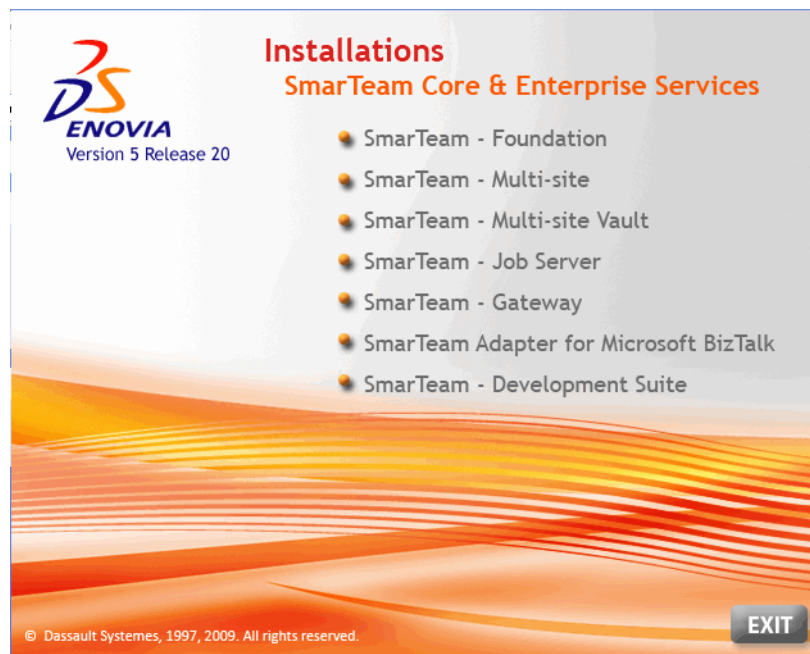 Installations
SmarTeam Core & Enterprise Services
ENOVIA
Version 5 Release 20
SmarTeam - Foundation
SmarTeam - Multi-site
SmarTeam - Multi-site Vault
SmarTeam - Job Server
SmarTeam - Gateway
SmarTeam Adapter for Microsoft BizTalk
SmarTeam - Development Suite
EXIT
© Dassault Systemes, 1997, 2009. All rights reserved.